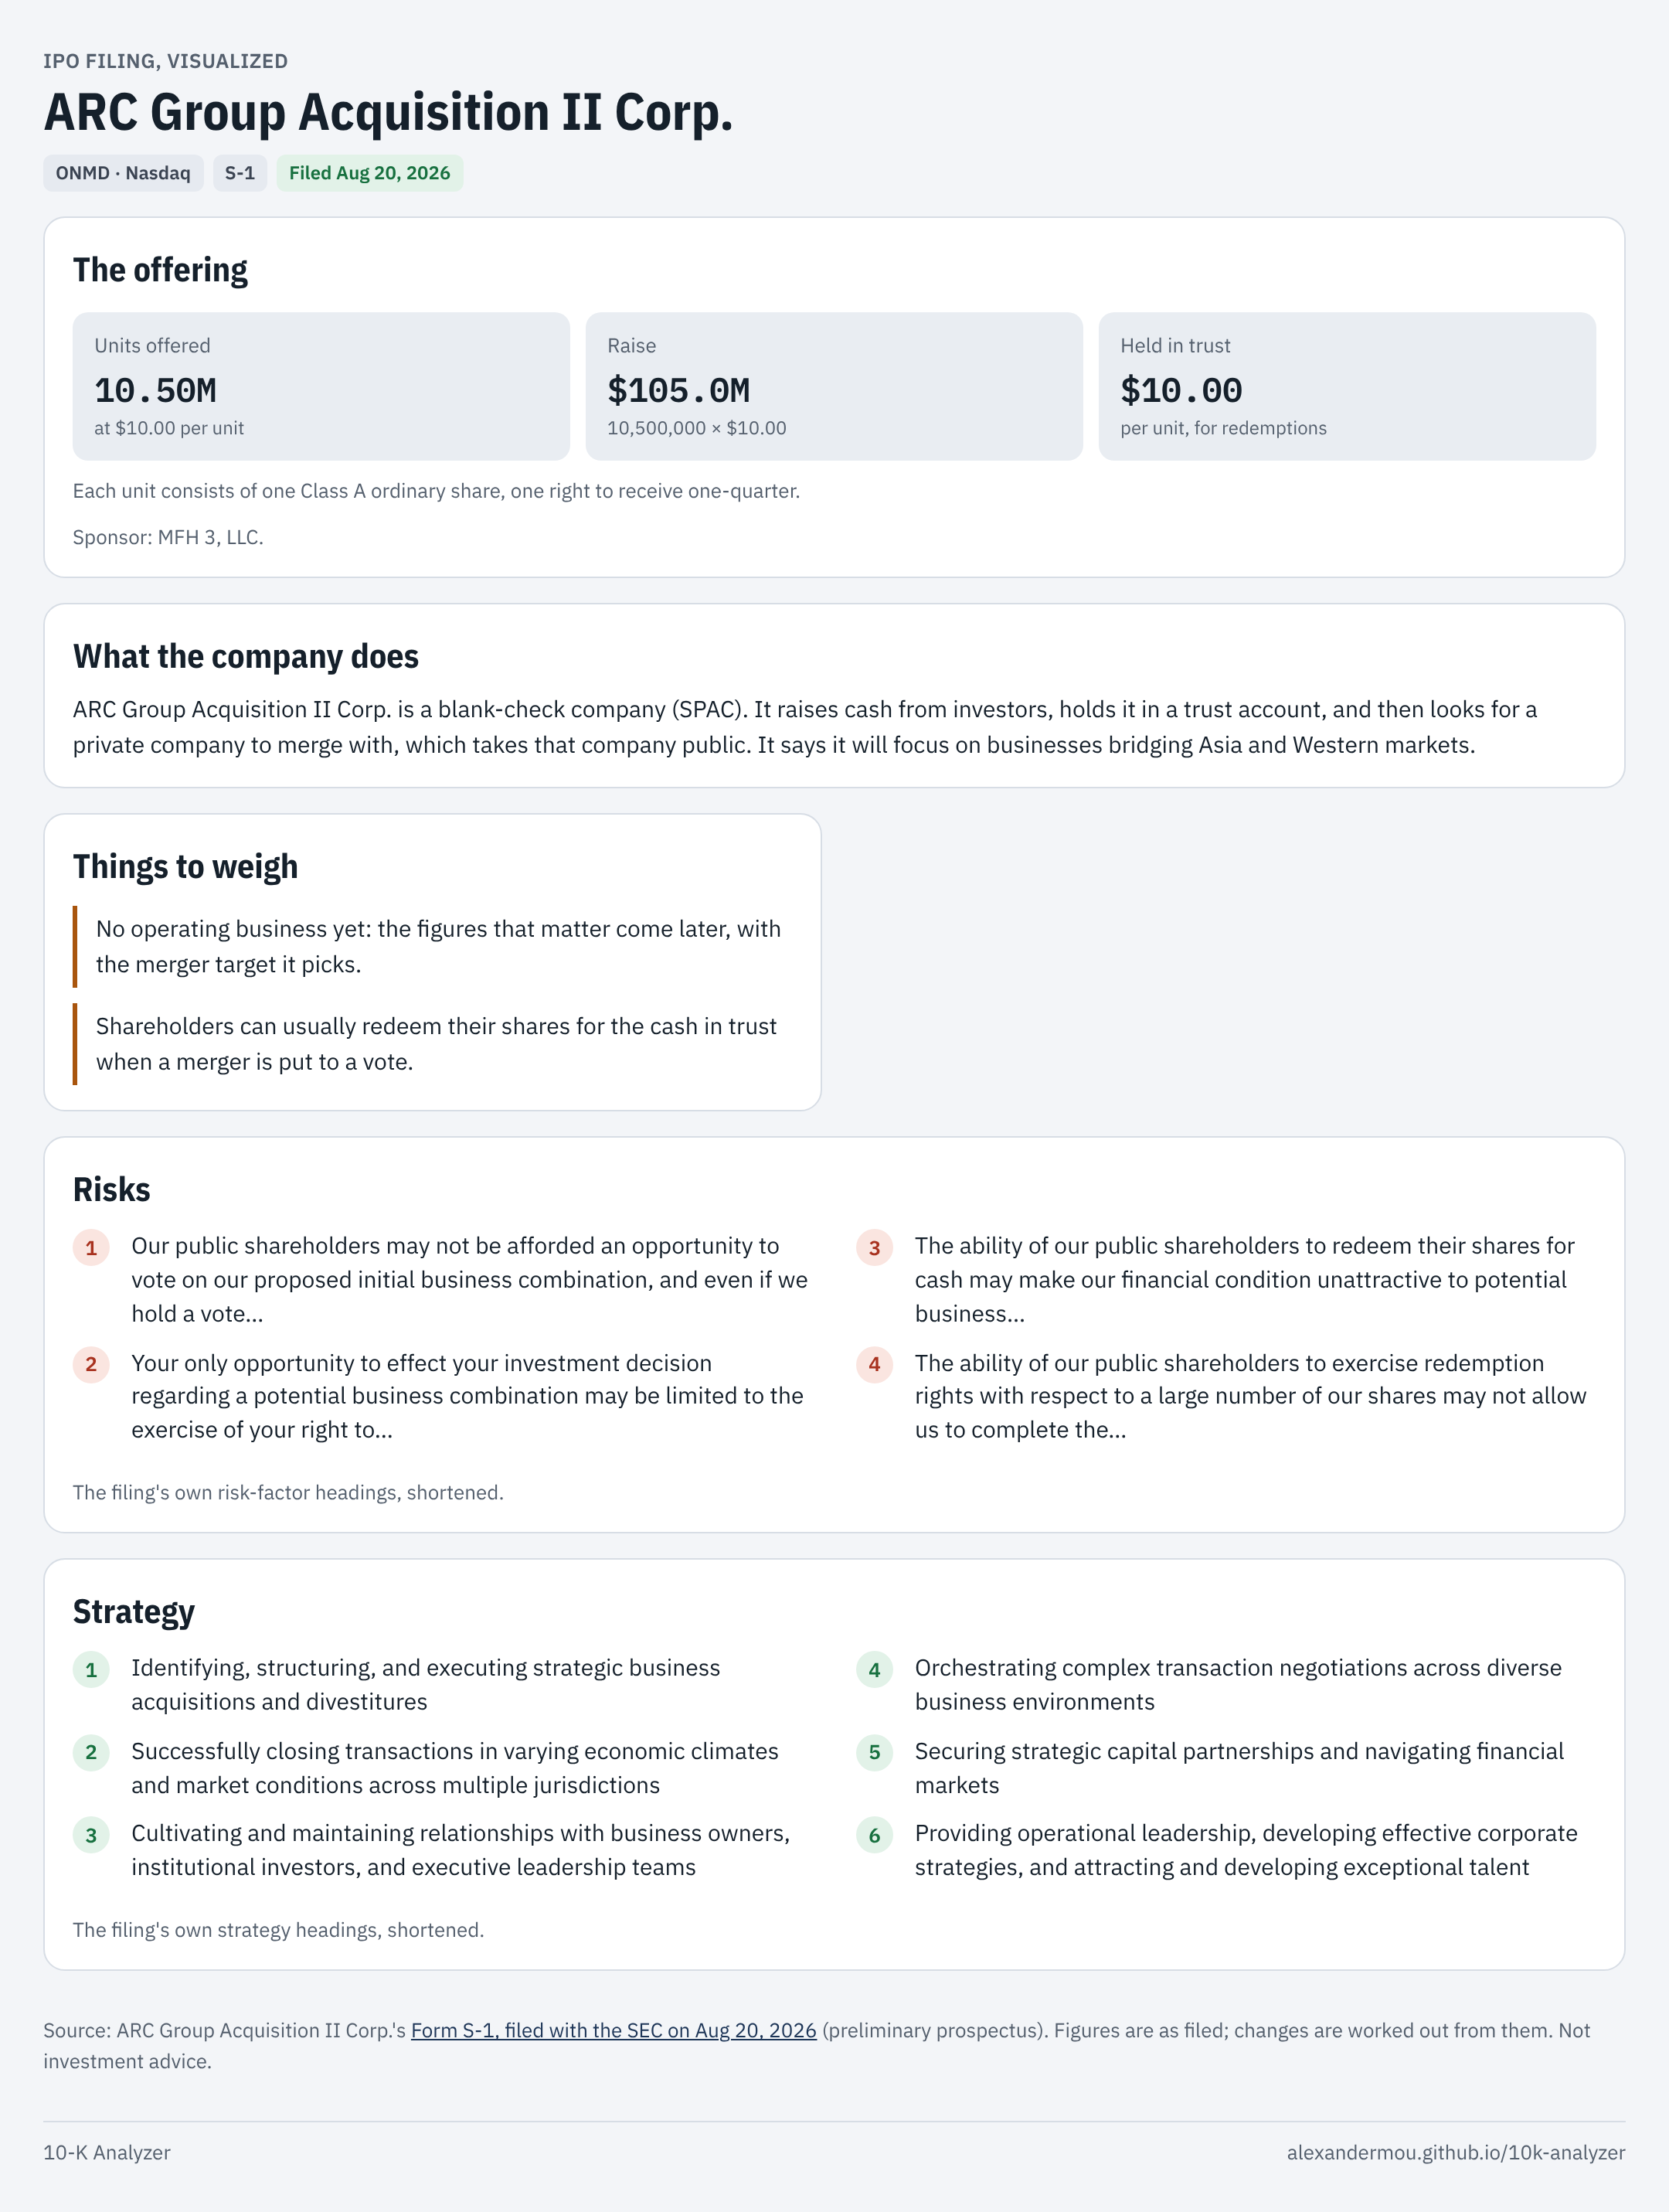 IPO FILING, VISUALIZED
ARC Group Acquisition II Corp.
ONMD · Nasdaq S-1 Filed Aug 20, 2026
The offering
Units offered
10.50M
at $10.00 per unit
Raise
$105.0M
10,500,000 × $10.00
Held in trust
$10.00
per unit, for redemptions
Each unit consists of one Class A ordinary share, one right to receive one-quarter.
Sponsor: MFH 3, LLC.
What the company does
ARC Group Acquisition II Corp. is a blank-check company (SPAC). It raises cash from investors, holds it in a trust account, and then looks for a
private company to merge with, which takes that company public. It says it will focus on businesses bridging Asia and Western markets.
Things to weigh
No operating business yet: the figures that matter come later, with
the merger target it picks.
Shareholders can usually redeem their shares for the cash in trust
when a merger is put to a vote.
Risks
1 Our public shareholders may not be afforded an opportunity to
vote on our proposed initial business combination, and even if we
hold a vote…
2 Your only opportunity to effect your investment decision
regarding a potential business combination may be limited to the
exercise of your right to…
3 The ability of our public shareholders to redeem their shares for
cash may make our financial condition unattractive to potential
business…
4 The ability of our public shareholders to exercise redemption
rights with respect to a large number of our shares may not allow
us to complete the…
The filing's own risk-factor headings, shortened.
Strategy
1 Identifying, structuring, and executing strategic business
acquisitions and divestitures
2 Successfully closing transactions in varying economic climates
and market conditions across multiple jurisdictions
3 Cultivating and maintaining relationships with business owners,
institutional investors, and executive leadership teams
4 Orchestrating complex transaction negotiations across diverse
business environments
5 Securing strategic capital partnerships and navigating financial
markets
6 Providing operational leadership, developing effective corporate
strategies, and attracting and developing exceptional talent
The filing's own strategy headings, shortened.
Source: ARC Group Acquisition II Corp.'s Form S-1, filed with the SEC on Aug 20, 2026 (preliminary prospectus). Figures are as filed; changes are worked out from them. Not
investment advice.
10-K Analyzer
alexandermou.github.io/10k-analyzer